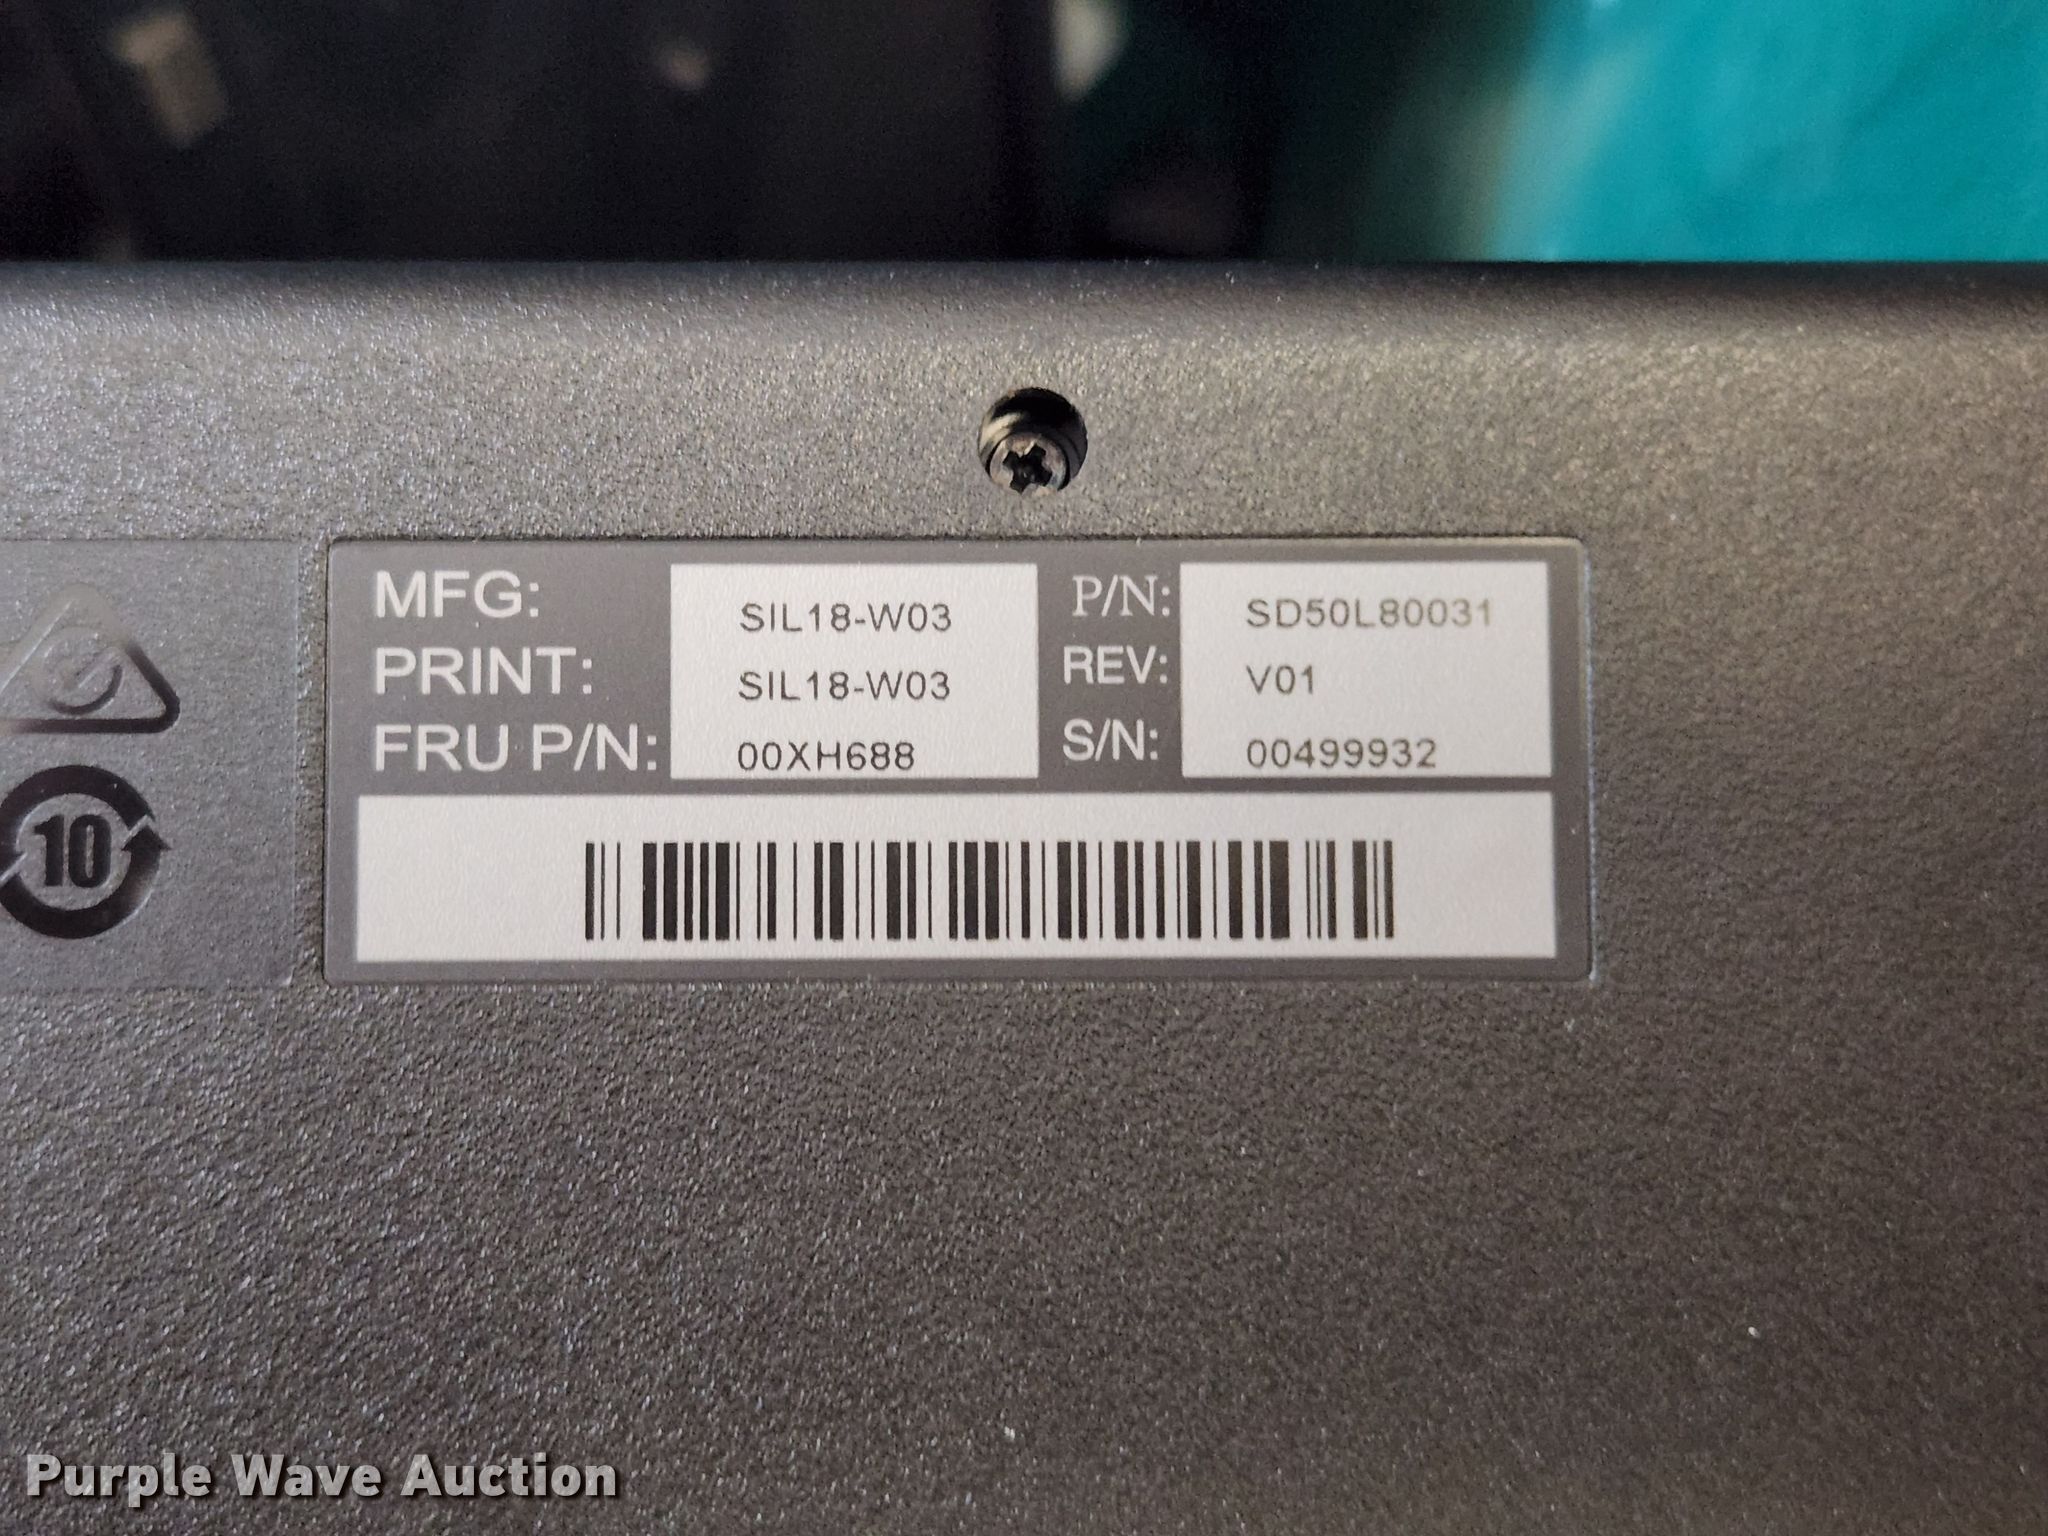 MFG: SIL18-W03 P/N: SD50L80031
PRINT: SIL18-W03 REV: V01
FRU P/N: 00XH688 S/N: 00499932
10
Purple Wave Auction